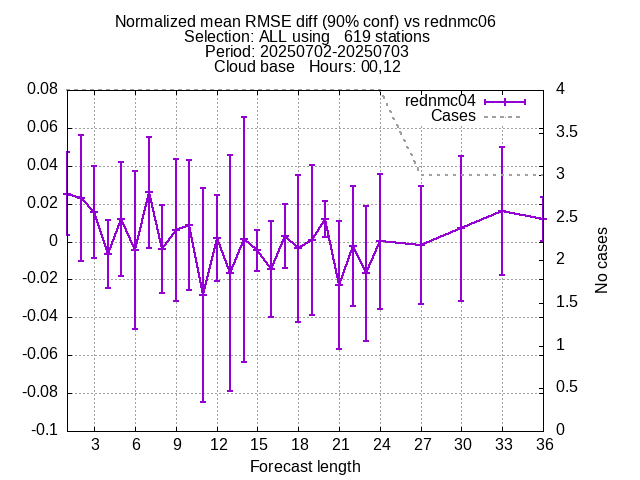 Normalized mean RMSE diff (90% conf) vs rednmc06
Selection: ALL using   619 stations
Period: 20250702-20250703
Cloud base   Hours: 00,12
rednmc04
Cases
0.08
0.06
0.04
0.02
0
-0.02
-0.04
-0.06
-0.08
-0.1
4
3.5
3
2.5
2
1.5
1
0.5
0
No cases
3 6 9 12 15 18 21 24 27 30 33 36
Forecast length